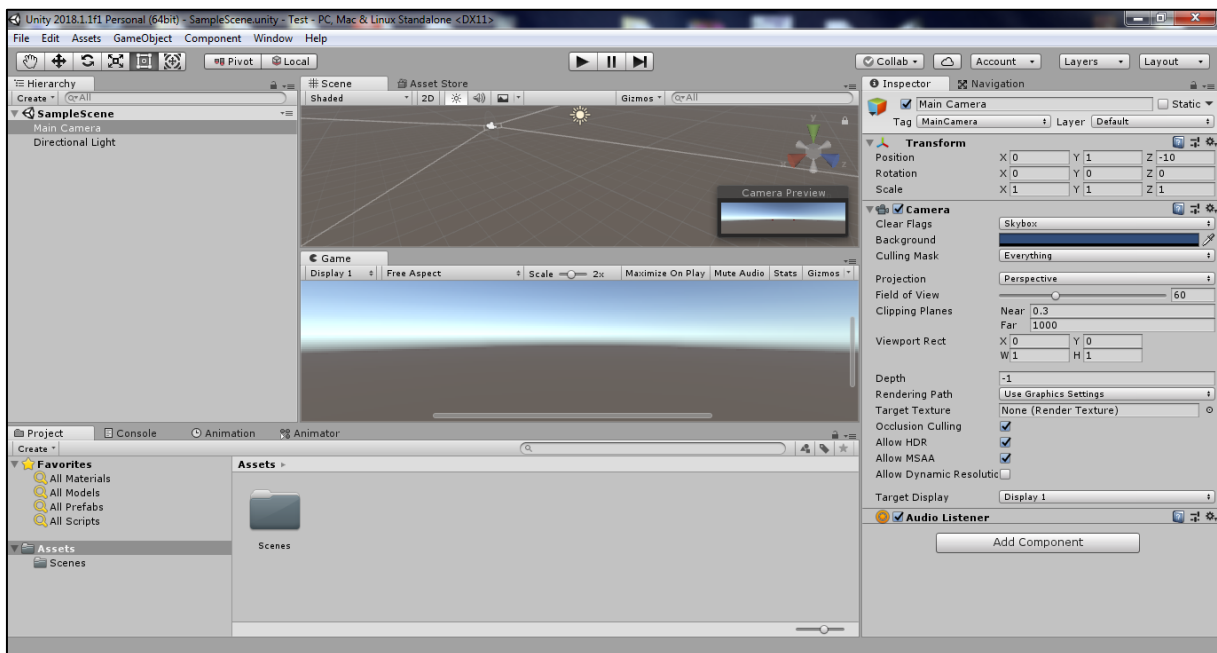 Unity 2018.1.1f1 Personal (64bit) - SampleScene.unity - Test - PC, Mac & Linux Standalone <DX11>
File Edit Assets GameObject Component Window Help
Pivot Local Collab Account Layers Layout
Hierarchy
Create All
SampleScene
Main Camera
Directional Light
Scene Asset Store
Shaded 2D Gizmos All
y
x z
Camera Preview
Game
Display 1 Free Aspect Scale 2x Maximize On Play Mute Audio Stats Gizmos
Project Console Animation Animator
Create
Favorites
All Materials
All Models
All Prefabs
All Scripts
Assets
Scenes
Assets
Scenes
Inspector Navigation
Main Camera Static
Tag MainCamera Layer Default
Transform
Position X 0 Y 1 Z -10
Rotation X 0 Y 0 Z 0
Scale X 1 Y 1 Z 1
Camera
Clear Flags Skybox
Background
Culling Mask Everything
Projection Perspective
Field of View 60
Clipping Planes Near 0.3
Far 1000
Viewport Rect X 0 Y 0
W 1 H 1
Depth -1
Rendering Path Use Graphics Settings
Target Texture None (Render Texture)
Occlusion Culling
Allow HDR
Allow MSAA
Allow Dynamic Resolutic
Target Display Display 1
Audio Listener
Add Component